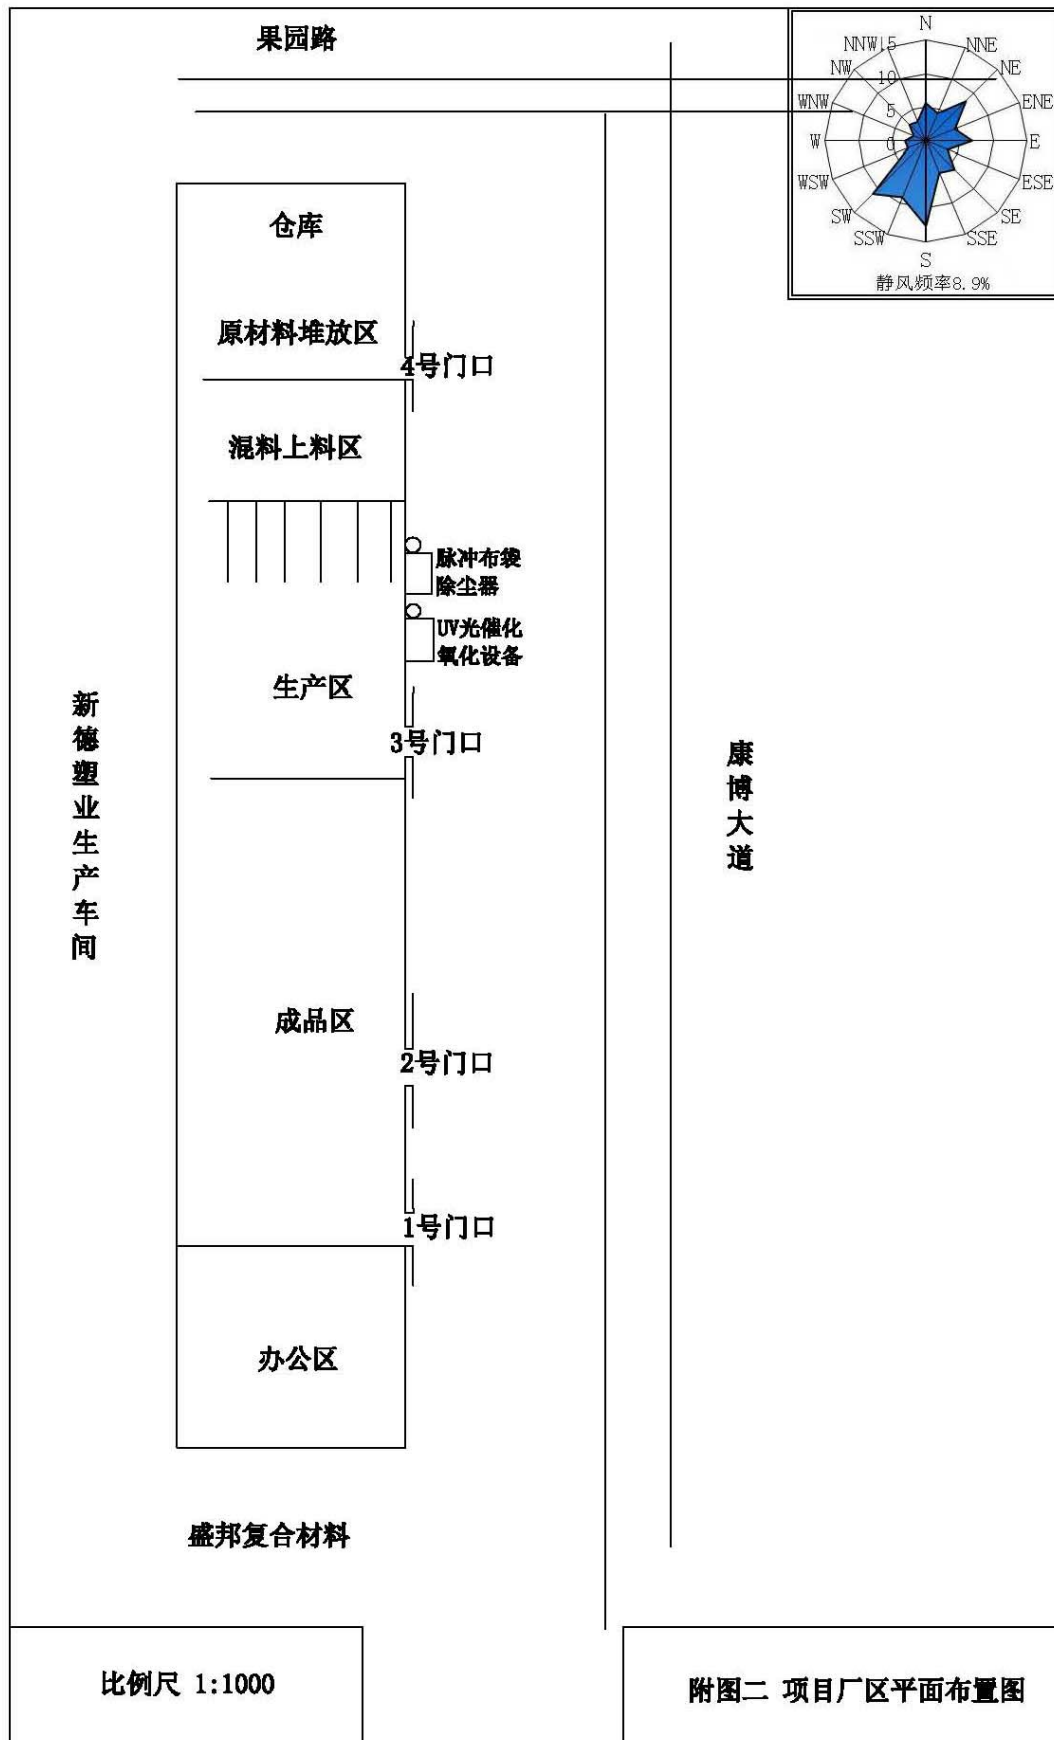 果园路
N
NNE
NE
ENE
E
ESE
SE
SSE
S
SSW
SW
WSW
W
WNW
NW
NNW
15
10
5
0
静风频率8.9%
仓库
原材料堆放区
4号门口
混料上料区
脉冲布袋
除尘器
UV光催化
氧化设备
生产区
3号门口
新德塑业生产车间
康博大道
成品区
2号门口
1号门口
办公区
盛邦复合材料
比例尺 1:1000
附图二 项目厂区平面布置图